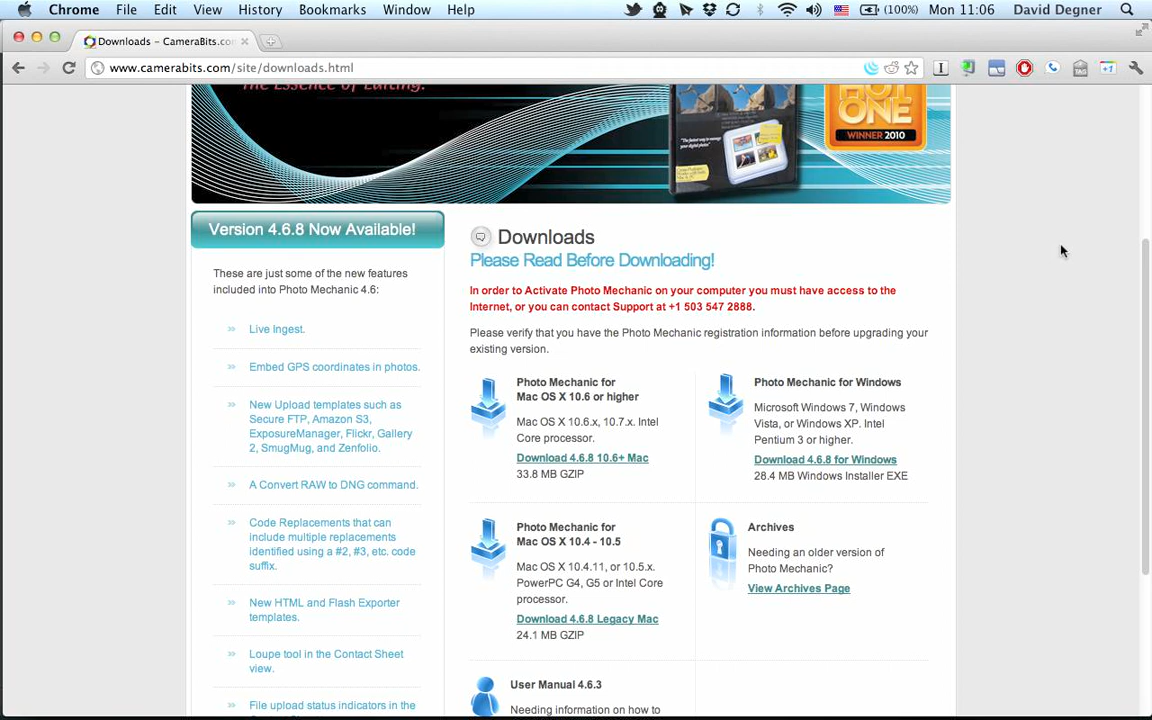 Chrome File Edit View History Bookmarks Window Help (100%) Mon 11:06 David Degner
Downloads – CameraBits.co
www.camerabits.com/site/downloads.html
The Essence of Editing.
HOT
ONE
WINNER 2010
Version 4.6.8 Now Available!
These are just some of the new features
included into Photo Mechanic 4.6:
Live Ingest.
Embed GPS coordinates in photos.
New Upload templates such as
Secure FTP, Amazon S3,
ExposureManager, Flickr, Gallery
2, SmugMug, and Zenfolio.
A Convert RAW to DNG command.
Code Replacements that can
include multiple replacements
identified using a #2, #3, etc. code
suffix.
New HTML and Flash Exporter
templates.
Loupe tool in the Contact Sheet
view.
File upload status indicators in the
Downloads
Please Read Before Downloading!
In order to Activate Photo Mechanic on your computer you must have access to the
Internet, or you can contact Support at +1 503 547 2888.
Please verify that you have the Photo Mechanic registration information before upgrading your
existing version.
Photo Mechanic for
Mac OS X 10.6 or higher
Mac OS X 10.6.x, 10.7.x. Intel
Core processor.
Download 4.6.8 10.6+ Mac
33.8 MB GZIP
Photo Mechanic for Windows
Microsoft Windows 7, Windows
Vista, or Windows XP. Intel
Pentium 3 or higher.
Download 4.6.8 for Windows
28.4 MB Windows Installer EXE
Photo Mechanic for
Mac OS X 10.4 - 10.5
Mac OS X 10.4.11, or 10.5.x.
PowerPC G4, G5 or Intel Core
processor.
Download 4.6.8 Legacy Mac
24.1 MB GZIP
Archives
Needing an older version of
Photo Mechanic?
View Archives Page
User Manual 4.6.3
Needing information on how to